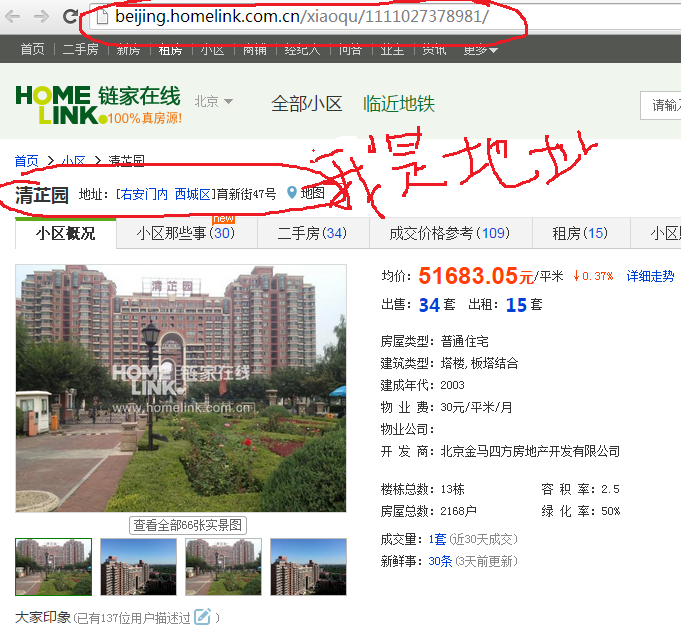 beijing.homelink.com.cn/xiaoqu/1111027378981/
首页 二手房 新房 租房 小区 商铺 经纪人 问答 业主 资讯 更多
HOME LINK 链家在线 100%真房源! 北京 全部小区 临近地铁 请输入
首页 > 小区 > 清芷园
我是地址
清芷园 地址：[右安门内 西城区]育新街47号 地图
new
小区概况 小区那些事(30) 二手房(34) 成交价格参考(109) 租房(15) 小区
清芷园
HOME LINK 链家在线
www.homelink.com.cn
均价：51683.05元/平米 ↓0.37% 详细走势
出售：34套 出租：15套
房屋类型：普通住宅
建筑类型：塔楼,板塔结合
建成年代：2003
物 业 费：30元/平米/月
物业公司：
开 发 商：北京金马四方房地产开发有限公司
楼栋总数：13栋 容 积 率：2.5
房屋总数：2168户 绿 化 率：50%
成交量：1套(近30天成交)
新鲜事：30条(3天前更新)
查看全部66张实景图
大家印象(已有137位用户描述过)